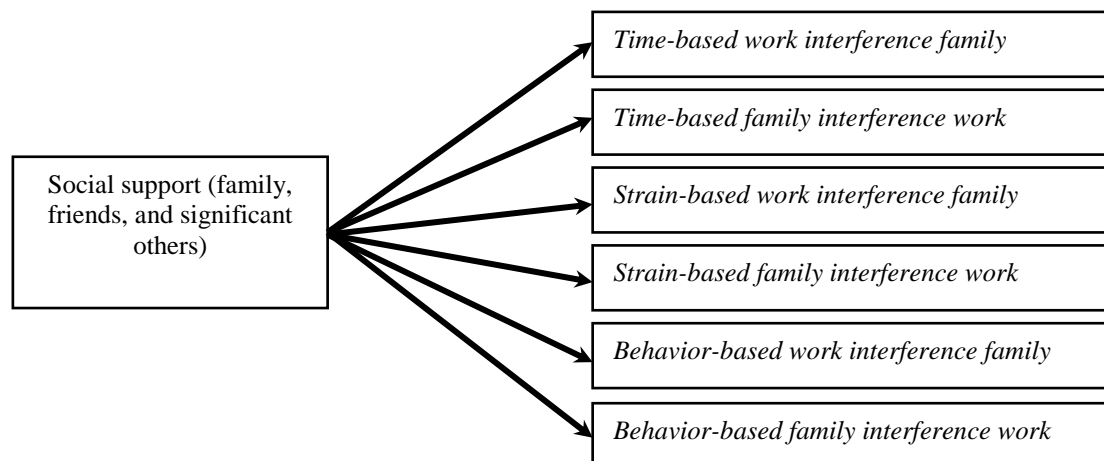 Time-based work interference family
Time-based family interference work
Social support (family,
friends, and significant
others)
Strain-based work interference family
Strain-based family interference work
Behavior-based work interference family
Behavior-based family interference work